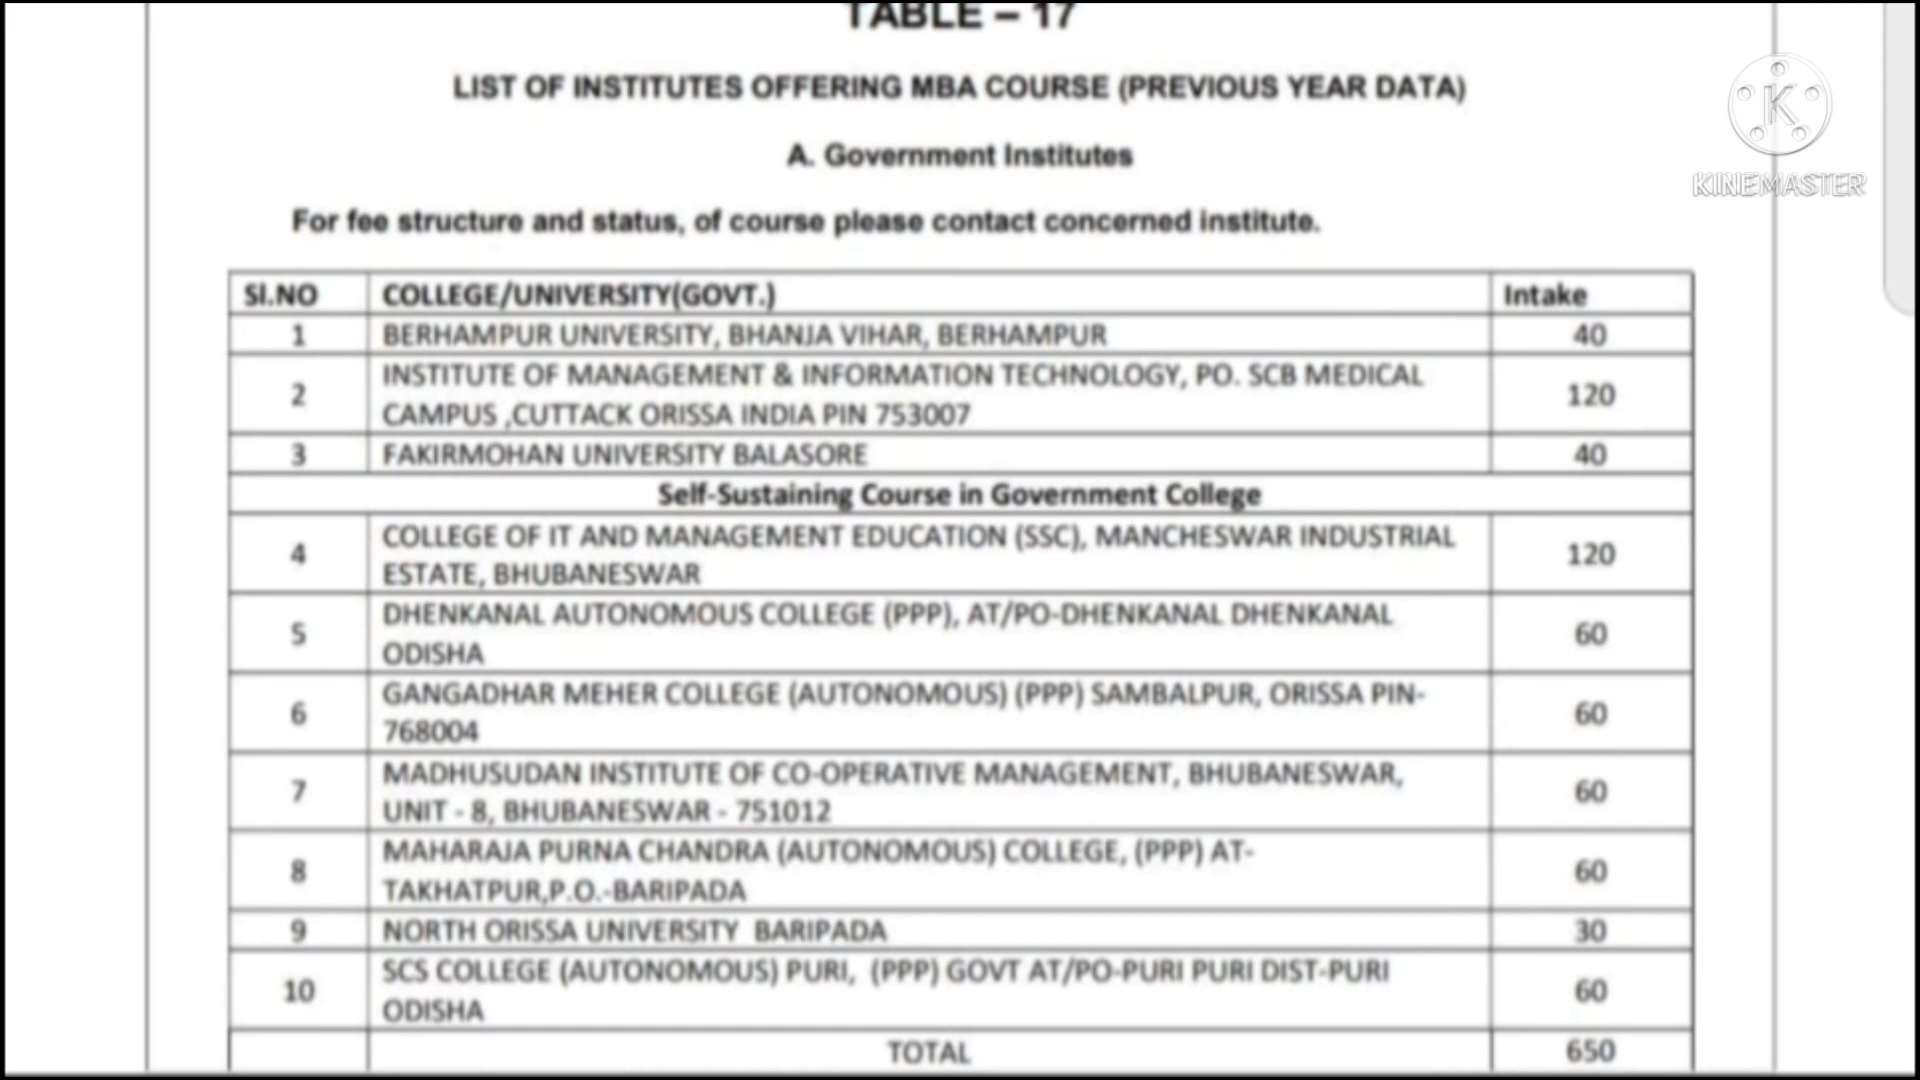 TABLE – 17
LIST OF INSTITUTES OFFERING MBA COURSE (PREVIOUS YEAR DATA)
A. Government Institutes
For fee structure and status, of course please contact concerned institute.
Sl.NO COLLEGE/UNIVERSITY(GOVT.) Intake
1 BERHAMPUR UNIVERSITY, BHANJA VIHAR, BERHAMPUR 40
2 INSTITUTE OF MANAGEMENT & INFORMATION TECHNOLOGY, PO. SCB MEDICAL
CAMPUS ,CUTTACK ORISSA INDIA PIN 753007 120
3 FAKIRMOHAN UNIVERSITY BALASORE 40
Self-Sustaining Course in Government College
4 COLLEGE OF IT AND MANAGEMENT EDUCATION (SSC), MANCHESWAR INDUSTRIAL
ESTATE, BHUBANESWAR 120
5 DHENKANAL AUTONOMOUS COLLEGE (PPP), AT/PO-DHENKANAL DHENKANAL
ODISHA 60
6 GANGADHAR MEHER COLLEGE (AUTONOMOUS) (PPP) SAMBALPUR, ORISSA PIN-
768004 60
7 MADHUSUDAN INSTITUTE OF CO-OPERATIVE MANAGEMENT, BHUBANESWAR,
UNIT - 8, BHUBANESWAR - 751012 60
8 MAHARAJA PURNA CHANDRA (AUTONOMOUS) COLLEGE, (PPP) AT-
TAKHATPUR,P.O.-BARIPADA 60
9 NORTH ORISSA UNIVERSITY BARIPADA 30
10 SCS COLLEGE (AUTONOMOUS) PURI, (PPP) GOVT AT/PO-PURI PURI DIST-PURI
ODISHA 60
TOTAL 650
K
KINEMASTER